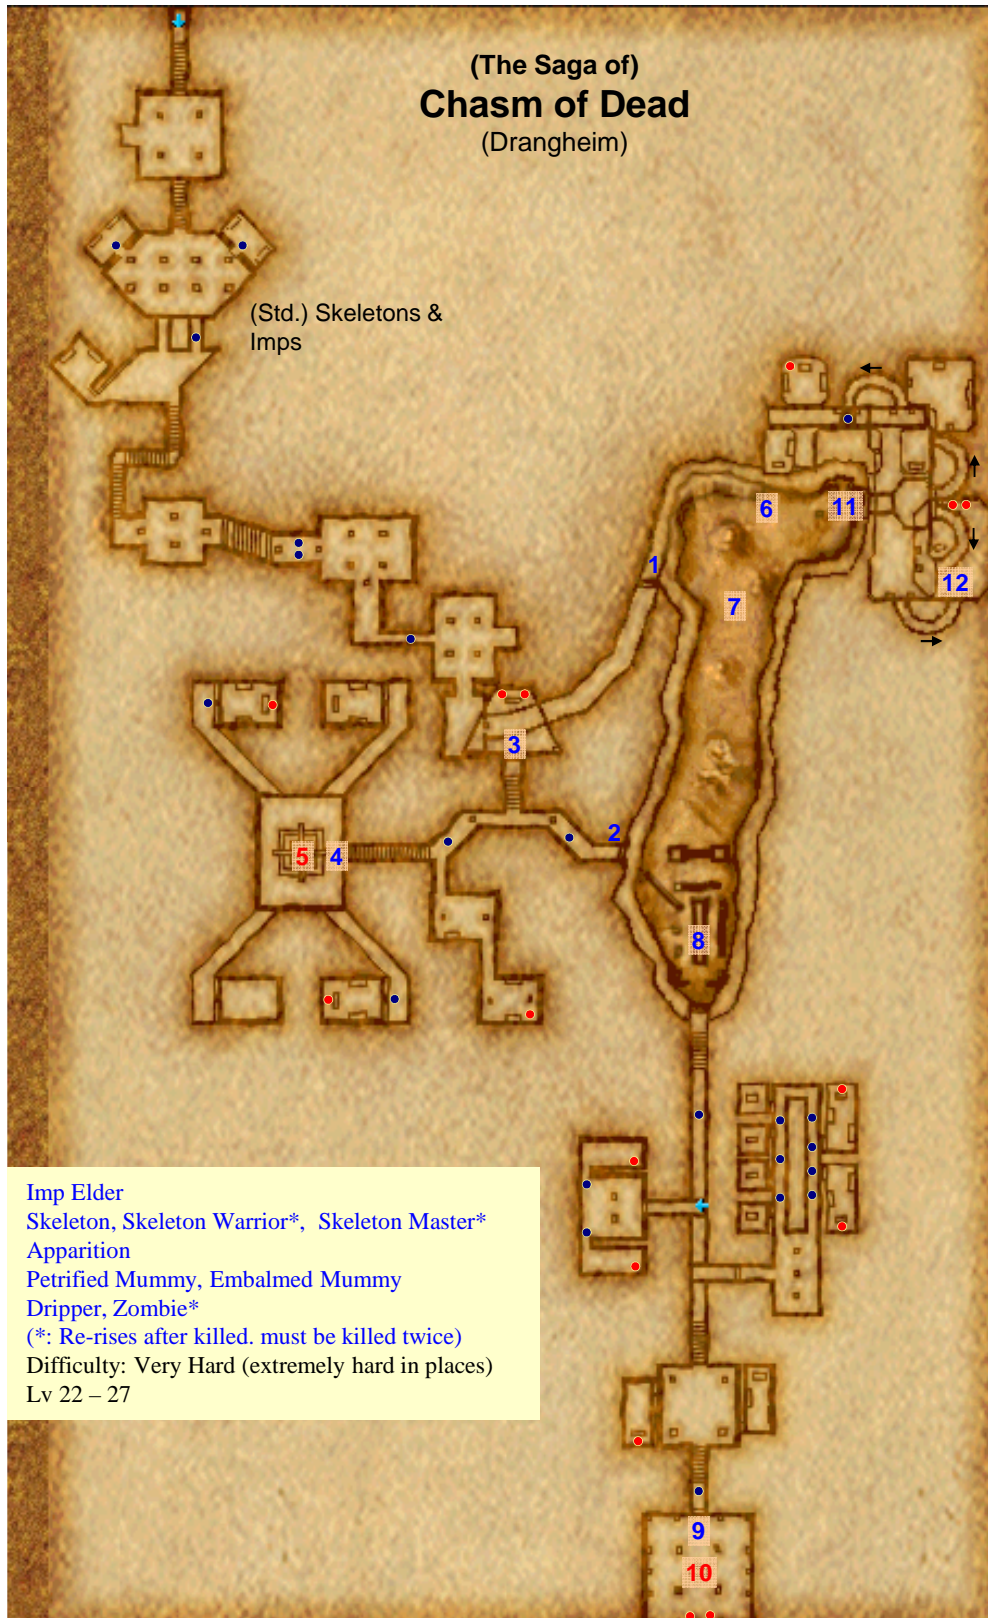 (The Saga of)
Chasm of Dead
(Drangheim)
(Std.) Skeletons &
Imps
6
11
1
12
7
3
2
5
4
8
Imp Elder
Skeleton, Skeleton Warrior*,  Skeleton Master*
Apparition
Petrified Mummy, Embalmed Mummy
Dripper, Zombie*
(*: Re-rises after killed. must be killed twice)
Difficulty: Very Hard (extremely hard in places)
Lv 22 – 27
9
10